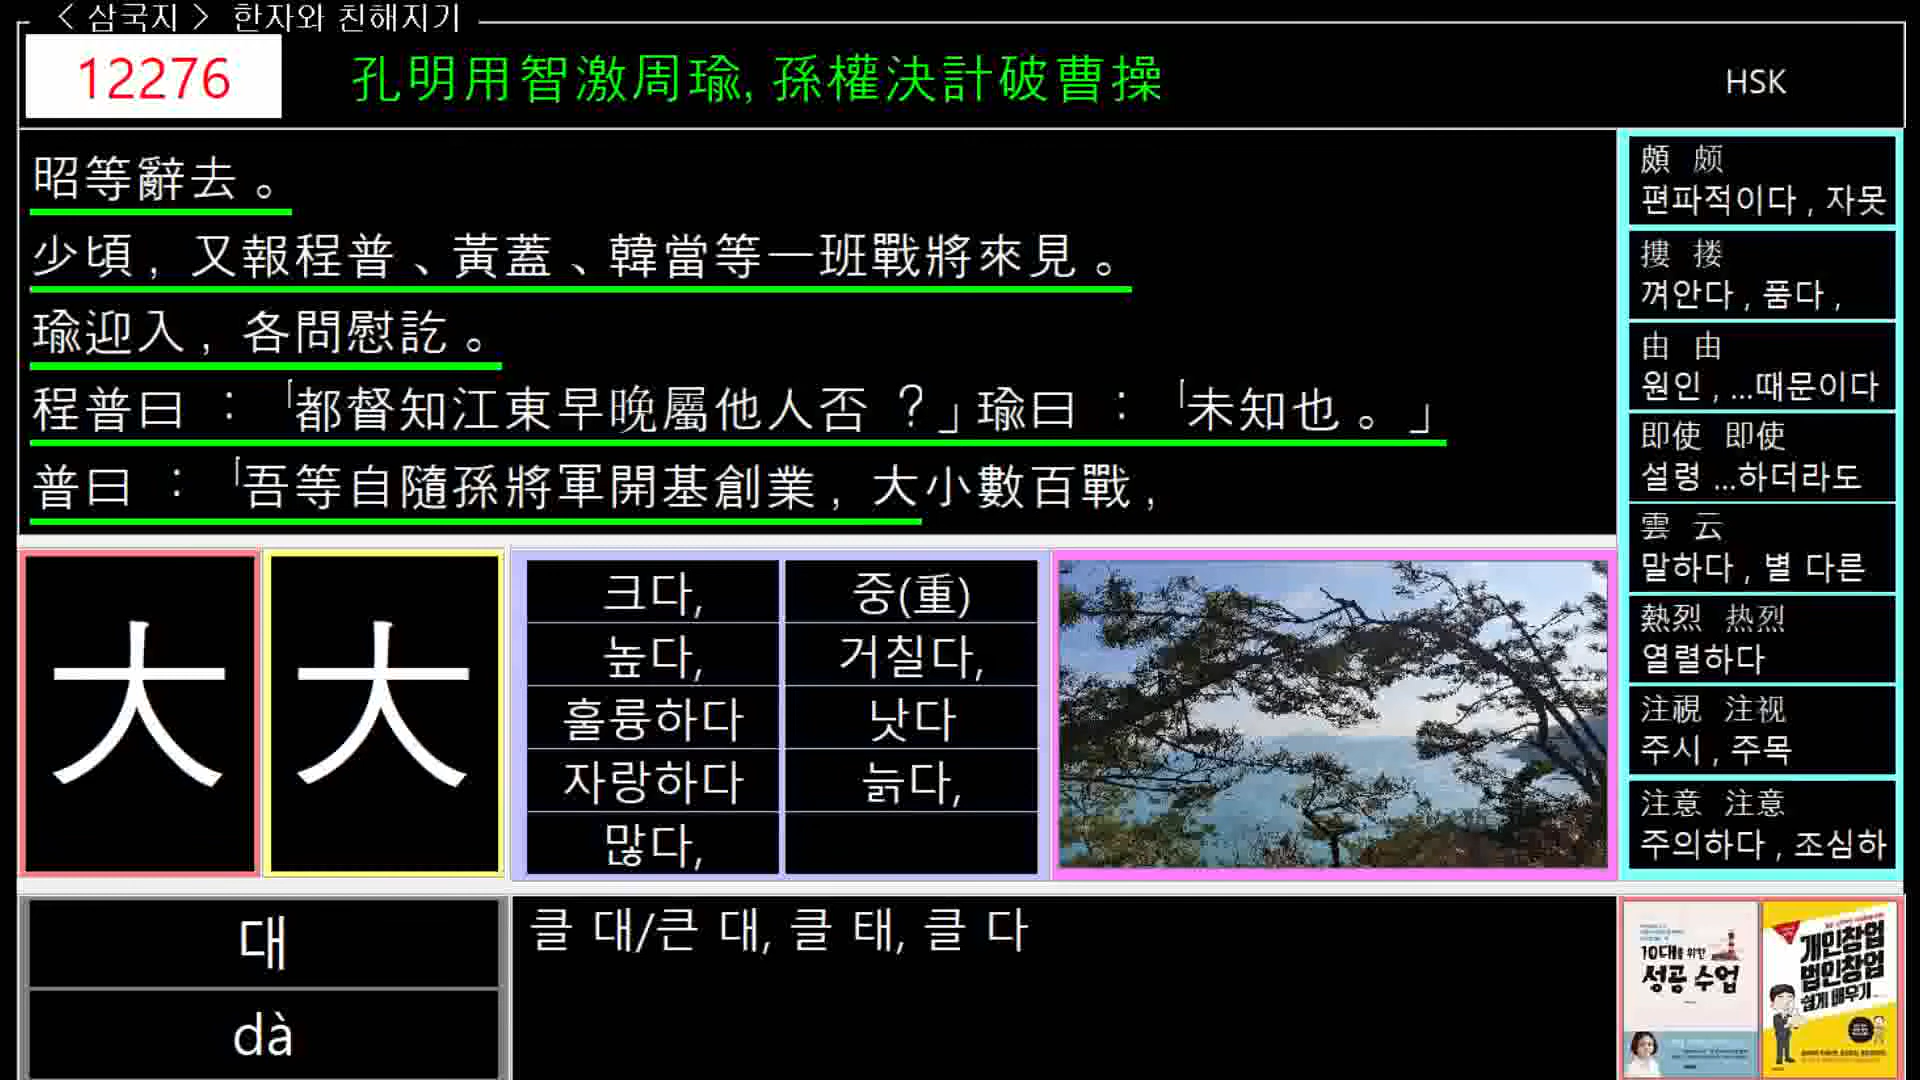 < 삼국지 > 한자와 친해지기
12276
孔明用智激周瑜, 孫權決計破曹操
HSK
昭等辭去。
少頃, 又報程普、黃蓋、韓當等一班戰將來見。
瑜迎入, 各問慰訖。
程普曰 : 「都督知江東早晚屬他人否 ?」瑜曰 : 「未知也。」
普曰 : 「吾等自隨孫將軍開基創業, 大小數百戰,
大
大
크다,
높다,
훌륭하다
자랑하다
많다,
중(重)
거칠다,
낫다
늙다,
대
dà
클 대/큰 대, 클 태, 클 다
頗 颇
편파적이다 , 자못
摟 搂
껴안다 , 품다 ,
由 由
원인 , ...때문이다
即使 即使
설령 ...하더라도
雲 云
말하다 , 별 다른
熱烈 热烈
열렬하다
注視 注视
주시 , 주목
注意 注意
주의하다 , 조심하
10대를 위한
성공 수업
개인창업
법인창업
쉽게 배우기